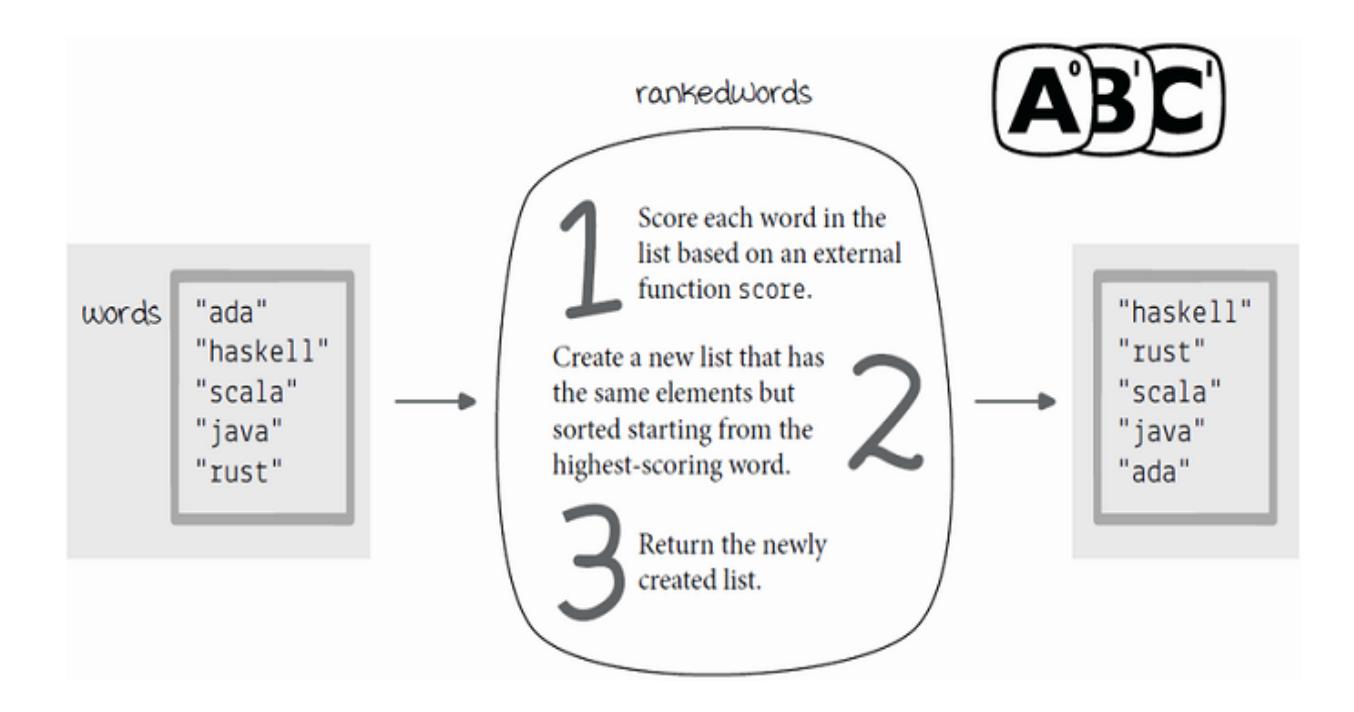 rankedWords
A0 B1 C1
Score each word in the
list based on an external
function score.
1
words
"ada"
"haskell"
"scala"
"java"
"rust"
Create a new list that has
the same elements but
sorted starting from the
highest-scoring word.
2
3
Return the newly
created list.
"haskell"
"rust"
"scala"
"java"
"ada"